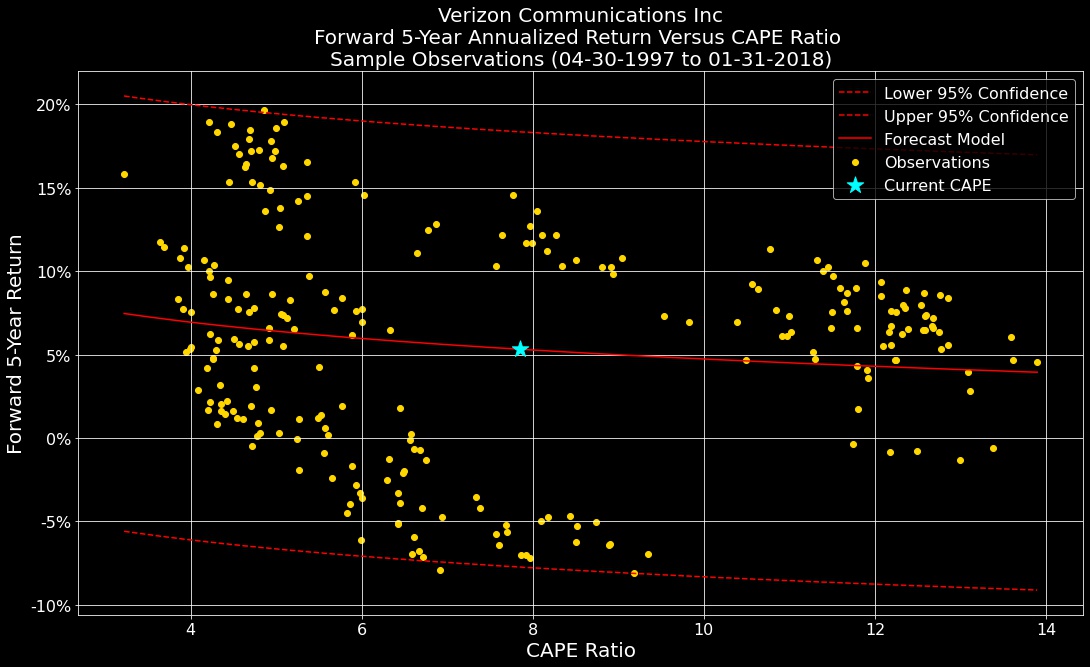 Verizon Communications Inc
Forward 5-Year Annualized Return Versus CAPE Ratio
Sample Observations (04-30-1997 to 01-31-2018)
Lower 95% Confidence
Upper 95% Confidence
Forecast Model
Observations
Current CAPE
Forward 5-Year Return
20%
15%
10%
5%
0%
-5%
-10%
4 6 8 10 12 14
CAPE Ratio